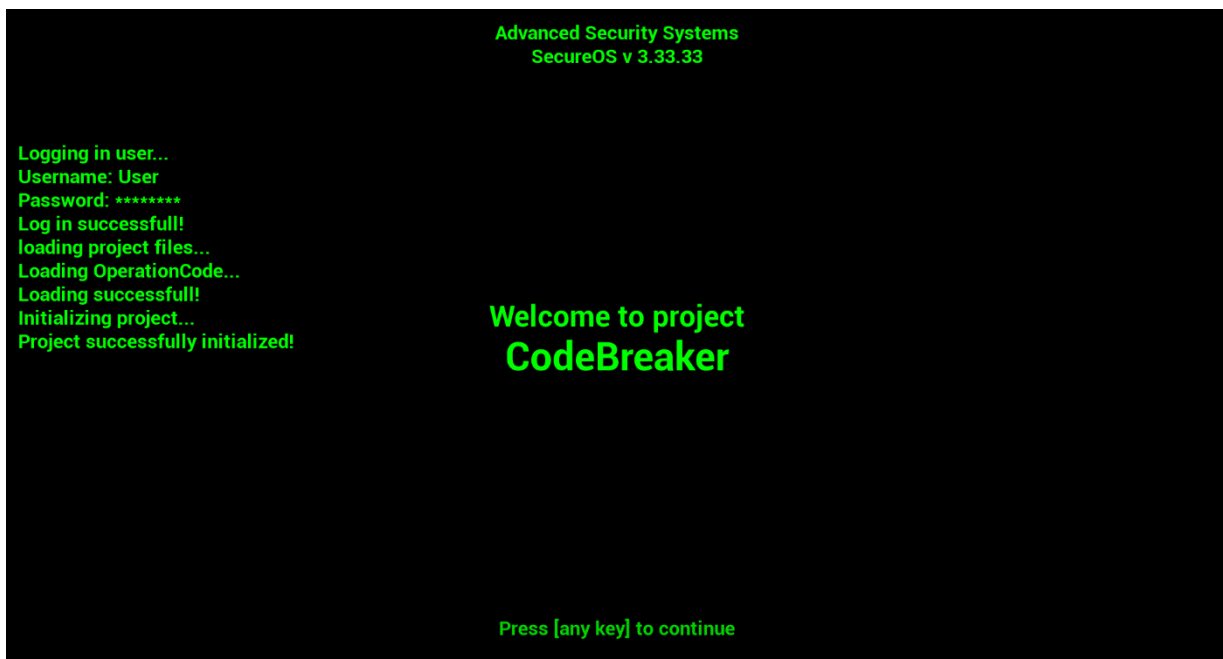 Advanced Security Systems
SecureOS v 3.33.33
Logging in user...
Username: User
Password: ********
Log in successfull!
loading project files...
Loading OperationCode...
Loading successfull!
Initializing project...
Project successfully initialized!
Welcome to project
CodeBreaker
Press [any key] to continue